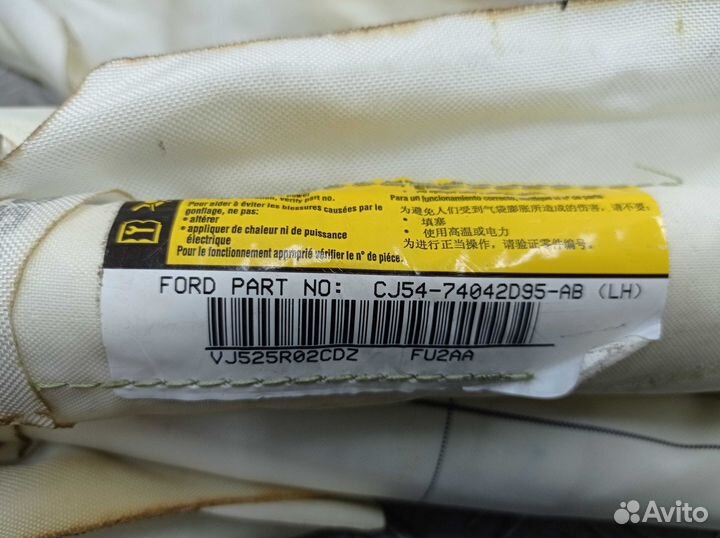 Pour aider à éviter les blessures causées par le
gonflage, ne pas:
• altérer
• appliquer de chaleur ni de puissance
électrique
Pour le fonctionnement approprié vérifier le n° de pièce.
为避免人们受到气袋膨胀所造成的伤害, 请不要:
• 填塞
• 使用高温或电力
为进行正当操作, 请验证零件编号。
FORD PART NO: CJ54-74042D95-AB (LH)
VJ525R02CDZ FU2AA
Avito